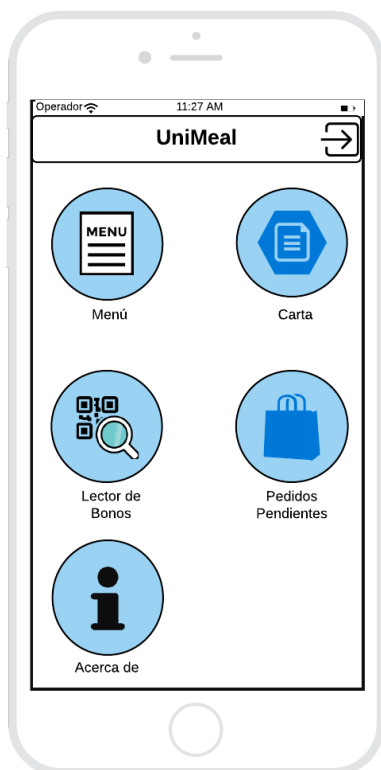 Operador
11:27 AM
UniMeal
MENU
Menú
Carta
Lector de
Bonos
Pedidos
Pendientes
Acerca de